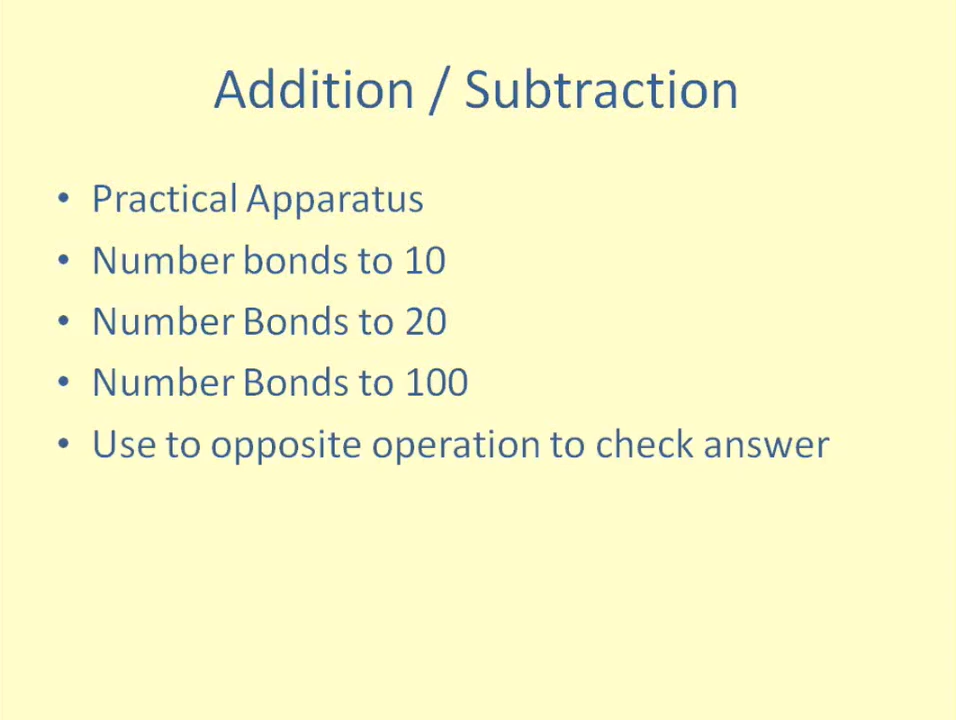 Addition / Subtraction
• Practical Apparatus
• Number bonds to 10
• Number Bonds to 20
• Number Bonds to 100
• Use to opposite operation to check answer